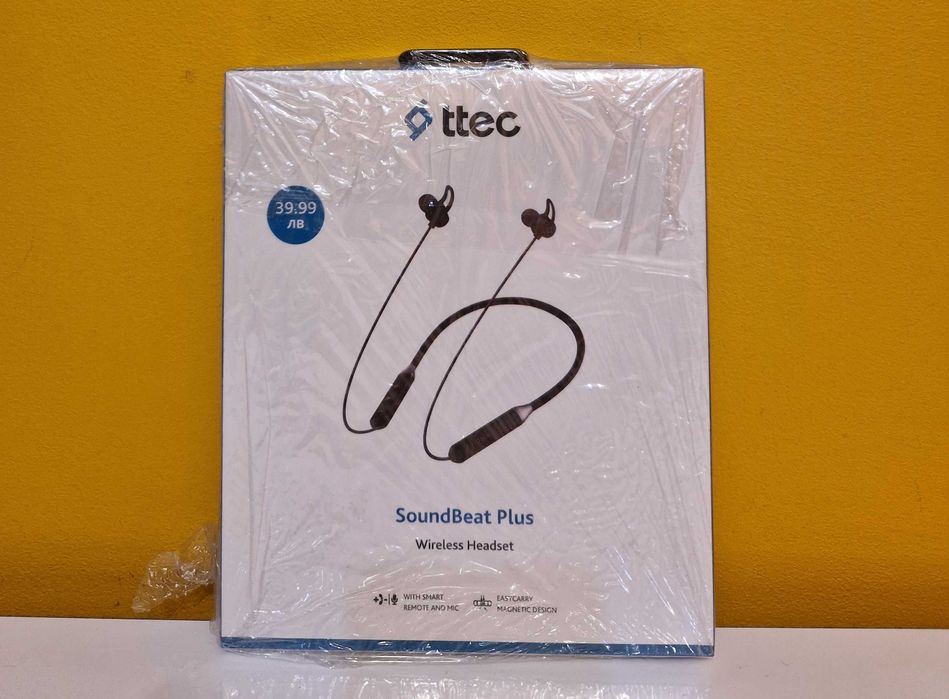 ttec
39.99
ЛВ
SoundBeat Plus
Wireless Headset
WITH SMART
REMOTE AND MIC
EASYCARRY
MAGNETIC DESIGN